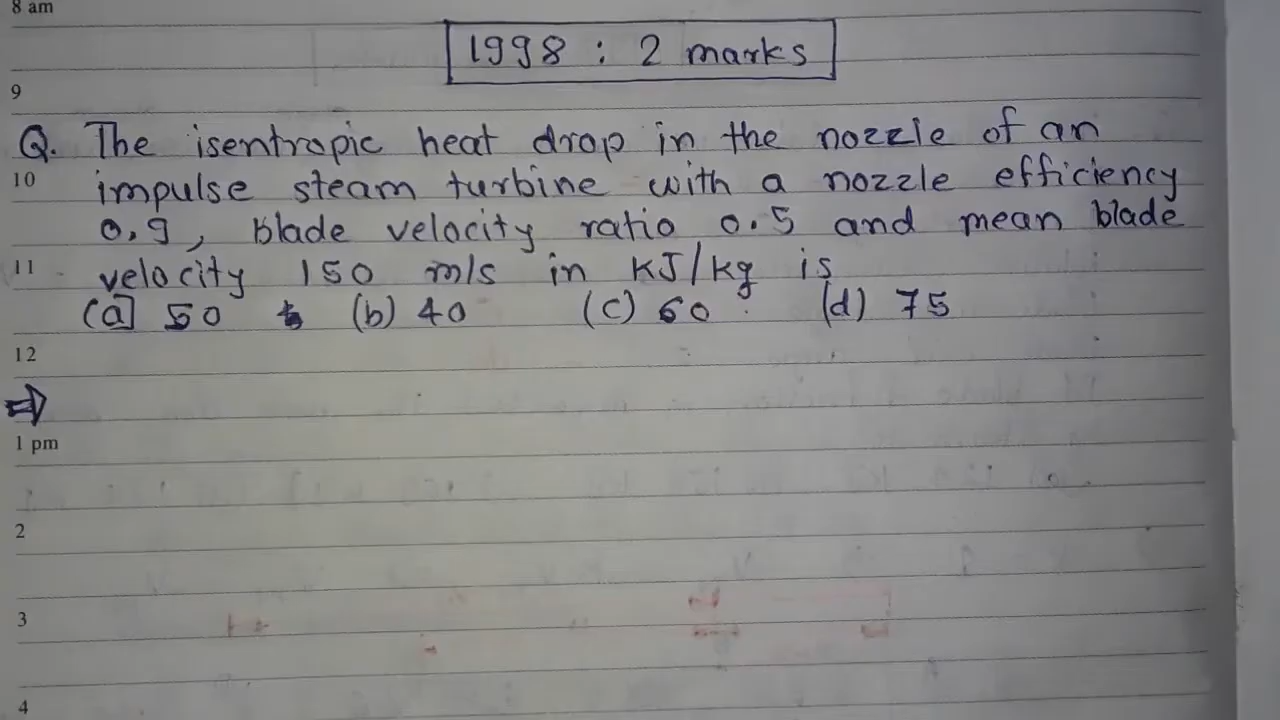 8 am
1998 : 2 marks
9
Q. The isentropic heat drop in the nozzle of an
10 impulse steam turbine with a nozzle efficiency
0.9, blade velocity ratio 0.5 and mean blade
11 velocity 150 m/s in KJ/kg is
(a) 50 (b) 40 (c) 60 (d) 75
12
⇒
1 pm
2
3
4